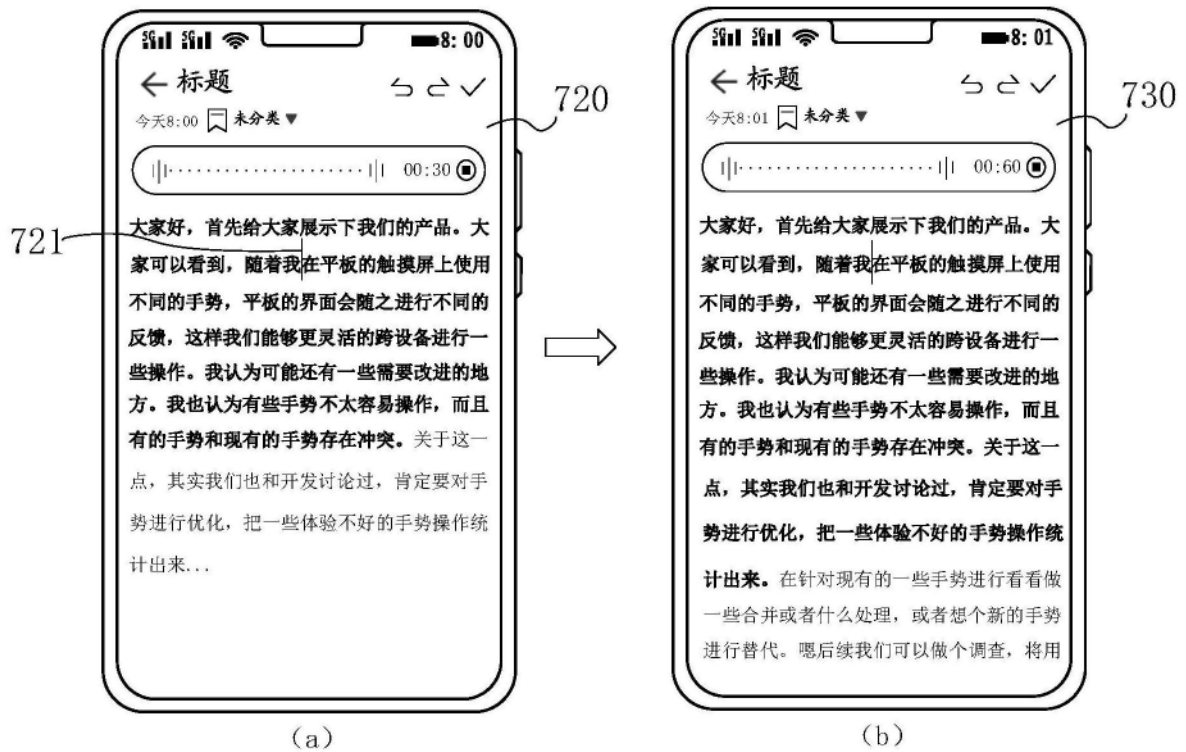 5G 5G 8:00
标题
今天8:00 未分类▼
00:30
大家好，首先给大家展示下我们的产品。大
家可以看到，随着我在平板的触摸屏上使用
不同的手势，平板的界面会随之进行不同的
反馈，这样我们能够更灵活的跨设备进行一
些操作。我认为可能还有一些需要改进的地
方。我也认为有些手势不太容易操作，而且
有的手势和现有的手势存在冲突。关于这一
点，其实我们也和开发讨论过，肯定要对手
势进行优化，把一些体验不好的手势操作统
计出来...
720
721
(a)
5G 5G 8:01
标题
今天8:01 未分类▼
00:60
大家好，首先给大家展示下我们的产品。大
家可以看到，随着我在平板的触摸屏上使用
不同的手势，平板的界面会随之进行不同的
反馈，这样我们能够更灵活的跨设备进行一
些操作。我认为可能还有一些需要改进的地
方。我也认为有些手势不太容易操作，而且
有的手势和现有的手势存在冲突。关于这一
点，其实我们也和开发讨论过，肯定要对手
势进行优化，把一些体验不好的手势操作统
计出来。在针对现有的一些手势进行看看做
一些合并或者什么处理，或者想个新的手势
进行替代。嗯后续我们可以做个调查，将用
730
(b)